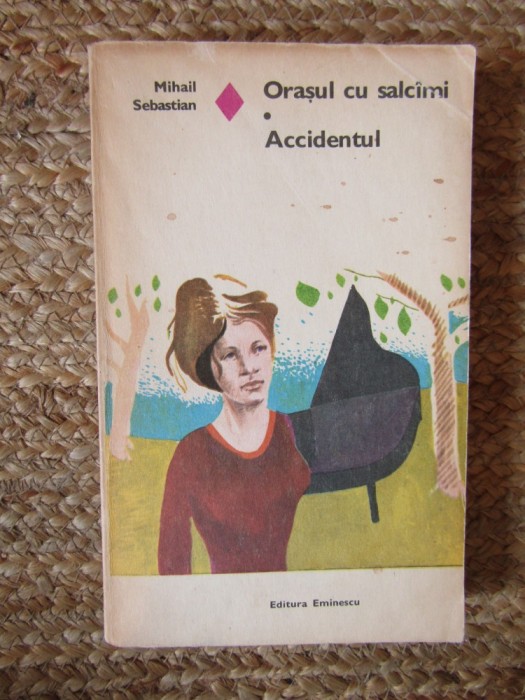 Mihail
Sebastian
Orașul cu salcîmi
•
Accidentul
Editura Eminescu